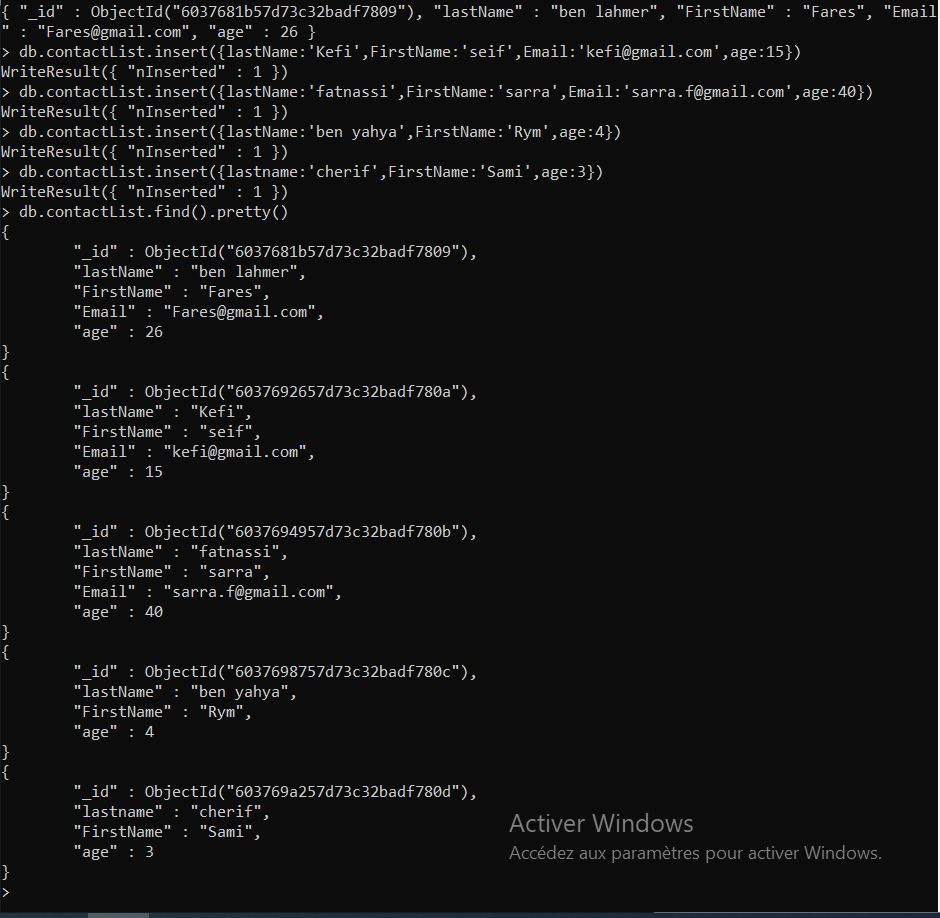 { "_id" : ObjectId("6037681b57d73c32badf7809"), "lastName" : "ben lahmer", "FirstName" : "Fares", "Email
" : "Fares@gmail.com", "age" : 26 }
> db.contactList.insert({lastName:'Kefi',FirstName:'seif',Email:'kefi@gmail.com',age:15})
WriteResult({ "nInserted" : 1 })
> db.contactList.insert({lastName:'fatnassi',FirstName:'sarra',Email:'sarra.f@gmail.com',age:40})
WriteResult({ "nInserted" : 1 })
> db.contactList.insert({lastName:'ben yahya',FirstName:'Rym',age:4})
WriteResult({ "nInserted" : 1 })
> db.contactList.insert({lastname:'cherif',FirstName:'Sami',age:3})
WriteResult({ "nInserted" : 1 })
> db.contactList.find().pretty()
{
"_id" : ObjectId("6037681b57d73c32badf7809"),
"lastName" : "ben lahmer",
"FirstName" : "Fares",
"Email" : "Fares@gmail.com",
"age" : 26
}
{
"_id" : ObjectId("6037692657d73c32badf780a"),
"lastName" : "Kefi",
"FirstName" : "seif",
"Email" : "kefi@gmail.com",
"age" : 15
}
{
"_id" : ObjectId("6037694957d73c32badf780b"),
"lastName" : "fatnassi",
"FirstName" : "sarra",
"Email" : "sarra.f@gmail.com",
"age" : 40
}
{
"_id" : ObjectId("6037698757d73c32badf780c"),
"lastName" : "ben yahya",
"FirstName" : "Rym",
"age" : 4
}
{
"_id" : ObjectId("603769a257d73c32badf780d"),
"lastname" : "cherif",
"FirstName" : "Sami",
"age" : 3
}
>
Activer Windows
Accédez aux paramètres pour activer Windows.